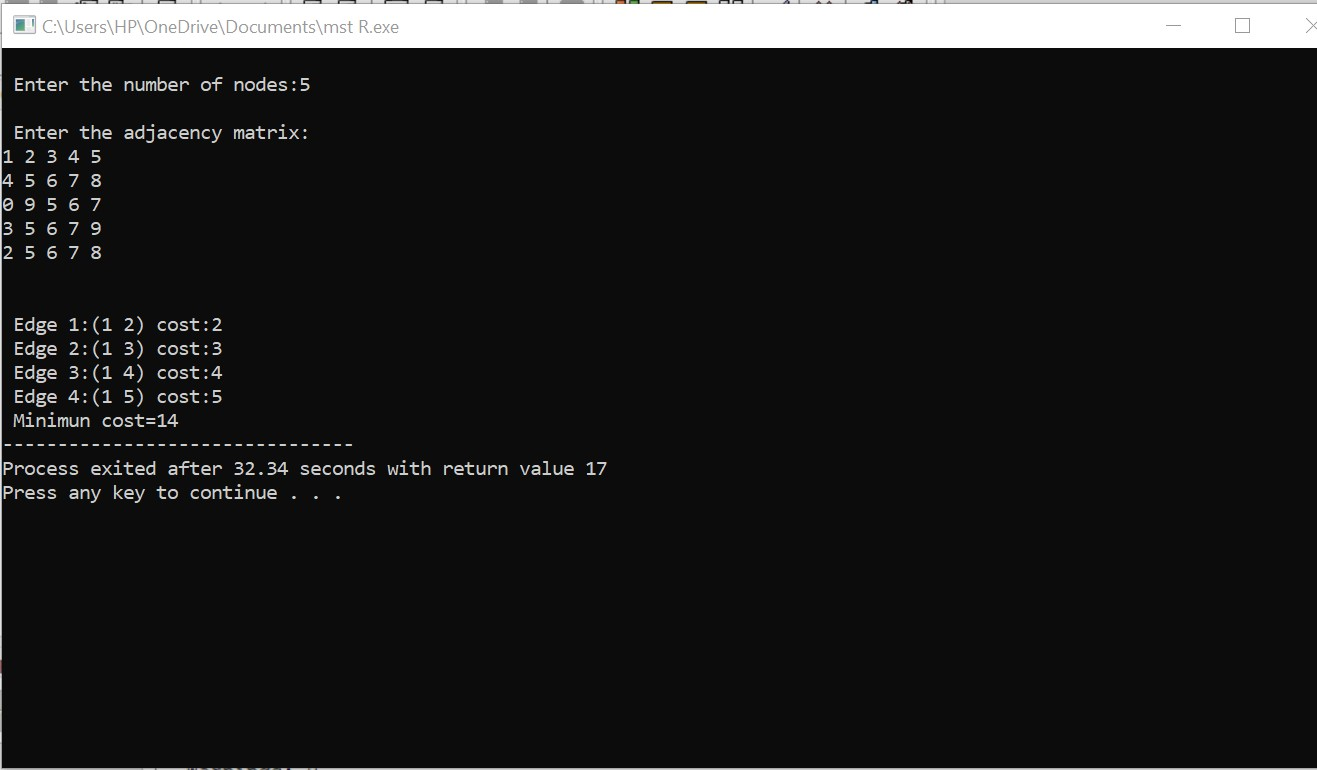 C:\Users\HP\OneDrive\Documents\mst R.exe
Enter the number of nodes:5
Enter the adjacency matrix:
1 2 3 4 5
4 5 6 7 8
0 9 5 6 7
3 5 6 7 9
2 5 6 7 8
Edge 1:(1 2) cost:2
Edge 2:(1 3) cost:3
Edge 3:(1 4) cost:4
Edge 4:(1 5) cost:5
Minimun cost=14
--------------------------------
Process exited after 32.34 seconds with return value 17
Press any key to continue . . .